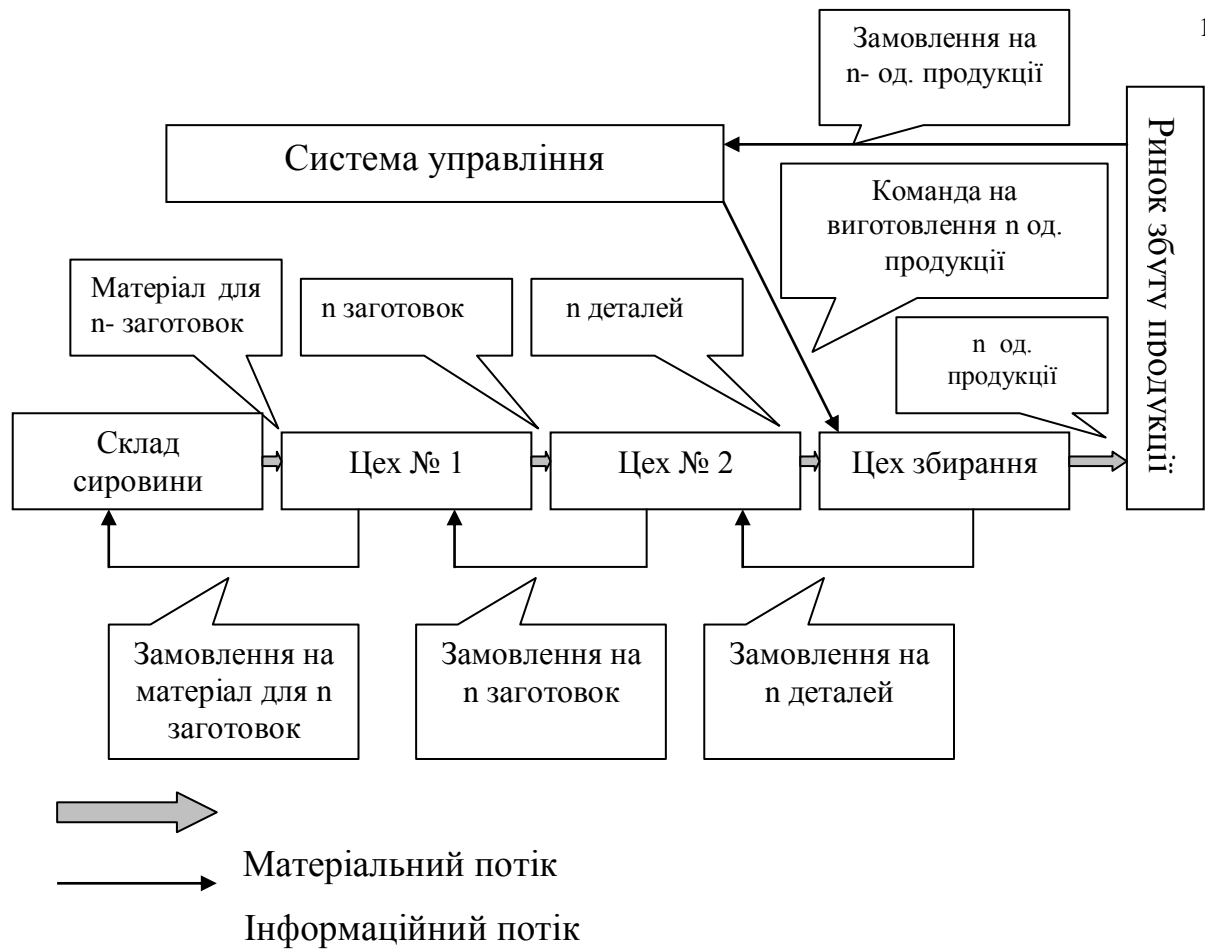 1
Замовлення на
n- од. продукції
Ринок збуту продукції
Система управління
Команда на
виготовлення n од.
продукції
Матеріал для
n- заготовок
n заготовок
n деталей
n од.
продукції
Склад
сировини
Цех № 1
Цех № 2
Цех збирання
Замовлення на
матеріал для n
заготовок
Замовлення на
n заготовок
Замовлення на
n деталей
Матеріальний потік
Інформаційний потік